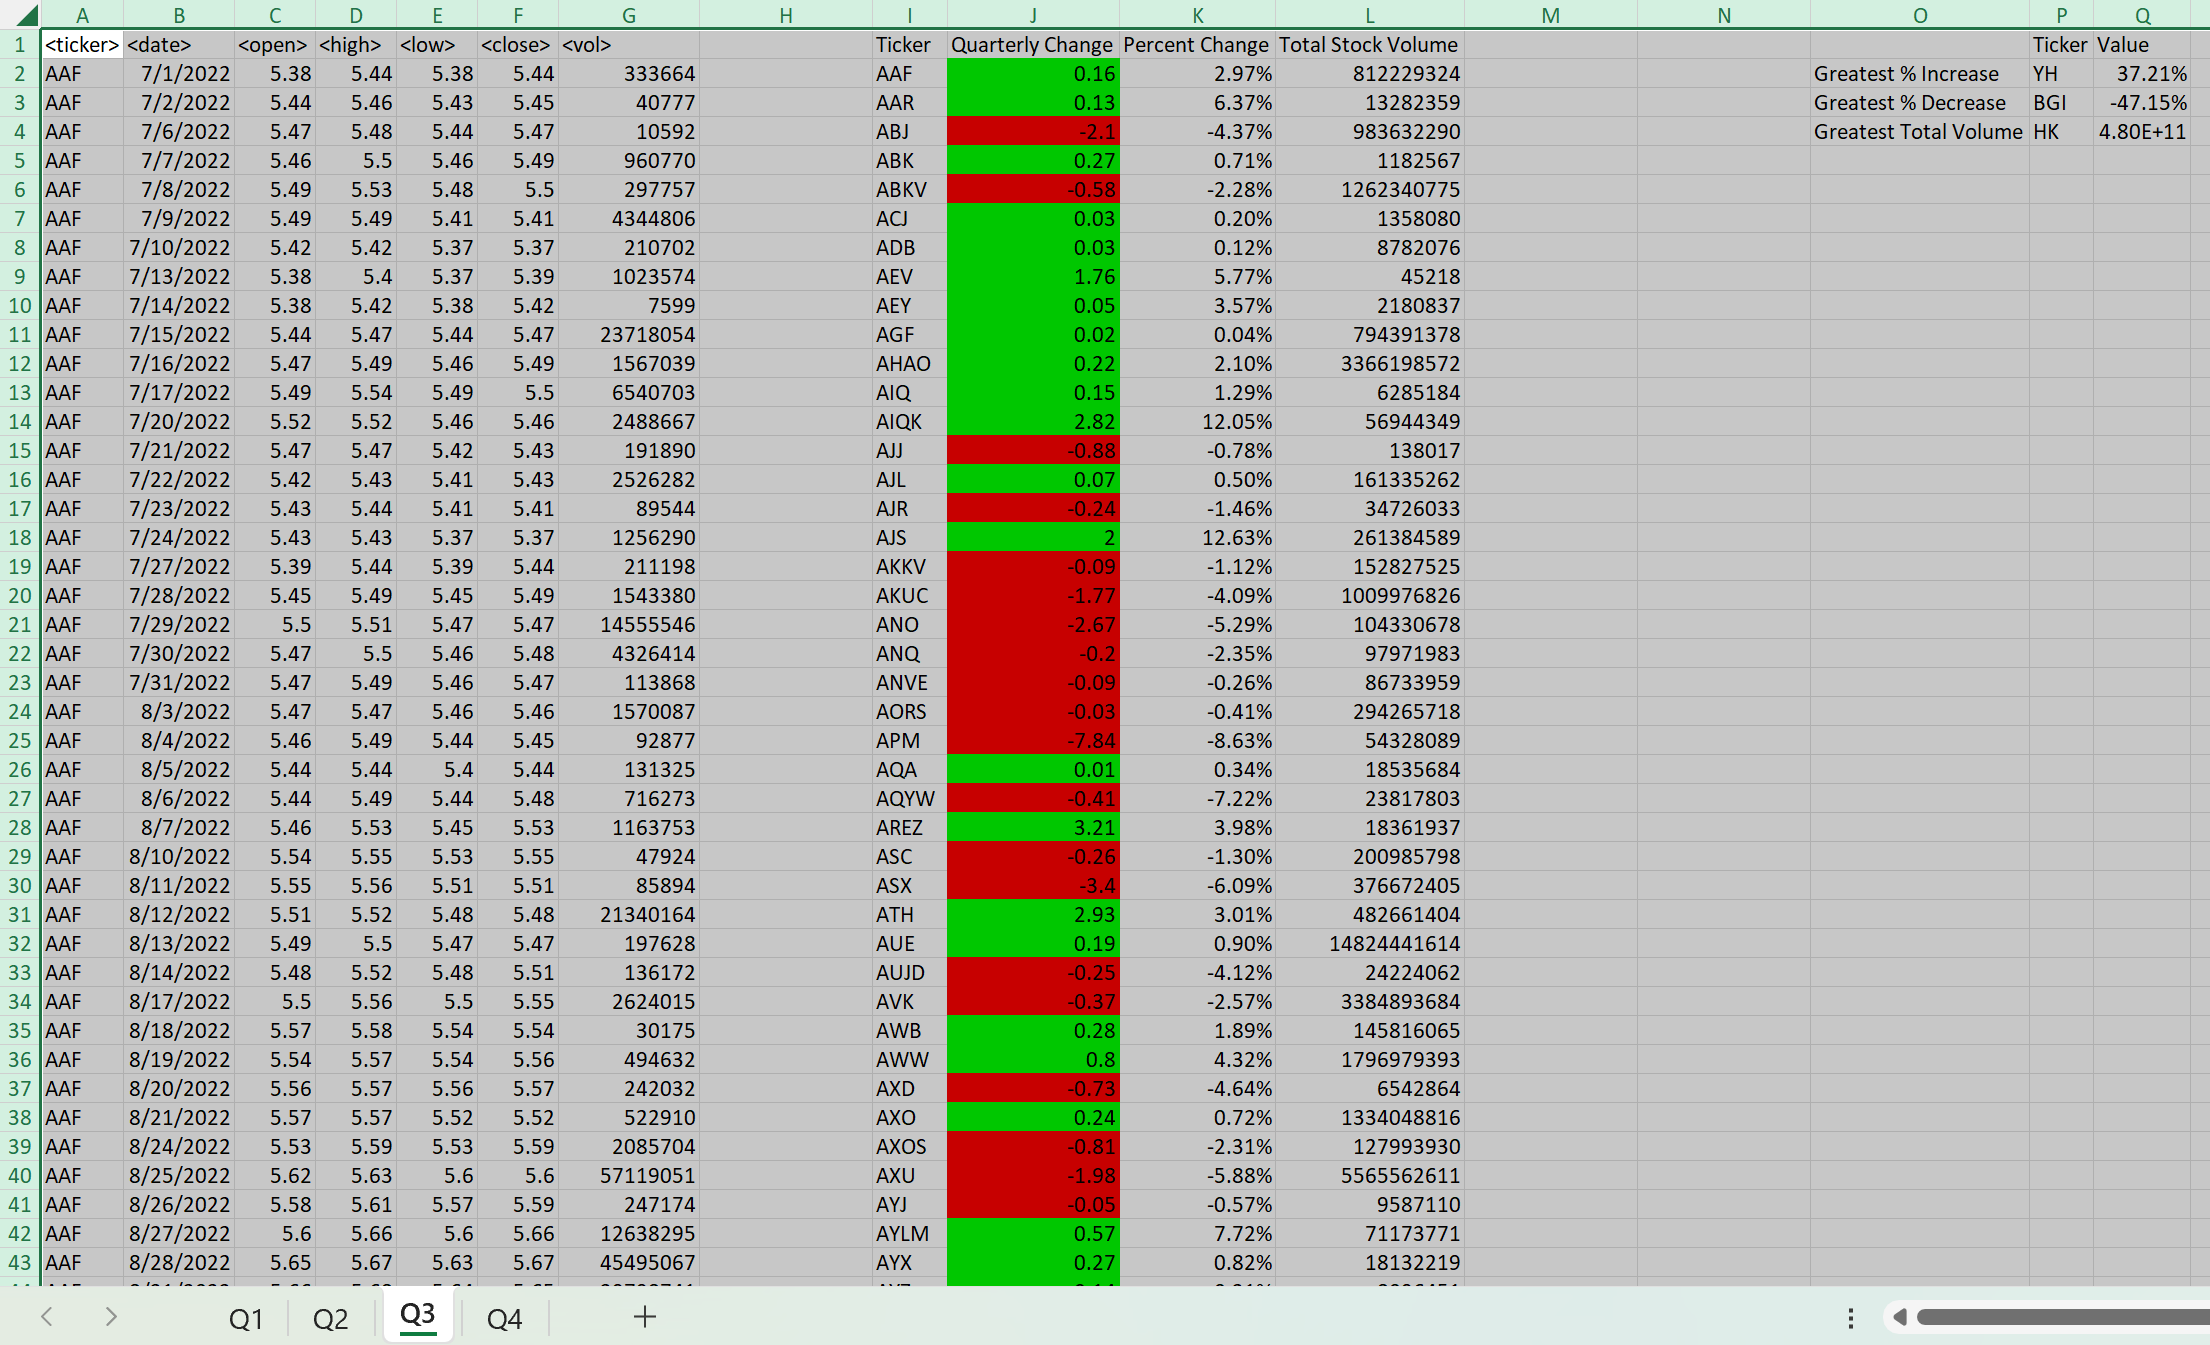 A B C D E F G H I J K L M N O P Q
1 <ticker> <date> <open> <high> <low> <close> <vol> Ticker Quarterly Change Percent Change Total Stock Volume Ticker Value
2 AAF 7/1/2022 5.38 5.44 5.38 5.44 333664 AAF 0.16 2.97% 812229324 Greatest % Increase YH 37.21%
3 AAF 7/2/2022 5.44 5.46 5.43 5.45 40777 AAR 0.13 6.37% 13282359 Greatest % Decrease BGI -47.15%
4 AAF 7/6/2022 5.47 5.48 5.44 5.47 10592 ABJ -2.1 -4.37% 983632290 Greatest Total Volume HK 4.80E+11
5 AAF 7/7/2022 5.46 5.5 5.46 5.49 960770 ABK 0.27 0.71% 1182567
6 AAF 7/8/2022 5.49 5.53 5.48 5.5 297757 ABKV -0.58 -2.28% 1262340775
7 AAF 7/9/2022 5.49 5.49 5.41 5.41 4344806 ACJ 0.03 0.20% 1358080
8 AAF 7/10/2022 5.42 5.42 5.37 5.37 210702 ADB 0.03 0.12% 8782076
9 AAF 7/13/2022 5.38 5.4 5.37 5.39 1023574 AEV 1.76 5.77% 45218
10 AAF 7/14/2022 5.38 5.42 5.38 5.42 7599 AEY 0.05 3.57% 2180837
11 AAF 7/15/2022 5.44 5.47 5.44 5.47 23718054 AGF 0.02 0.04% 794391378
12 AAF 7/16/2022 5.47 5.49 5.46 5.49 1567039 AHAO 0.22 2.10% 3366198572
13 AAF 7/17/2022 5.49 5.54 5.49 5.5 6540703 AIQ 0.15 1.29% 6285184
14 AAF 7/20/2022 5.52 5.52 5.46 5.46 2488667 AIQK 2.82 12.05% 56944349
15 AAF 7/21/2022 5.47 5.47 5.42 5.43 191890 AJJ -0.88 -0.78% 138017
16 AAF 7/22/2022 5.42 5.43 5.41 5.43 2526282 AJL 0.07 0.50% 161335262
17 AAF 7/23/2022 5.43 5.44 5.41 5.41 89544 AJR -0.24 -1.46% 34726033
18 AAF 7/24/2022 5.43 5.43 5.37 5.37 1256290 AJS 2 12.63% 261384589
19 AAF 7/27/2022 5.39 5.44 5.39 5.44 211198 AKKV -0.09 -1.12% 152827525
20 AAF 7/28/2022 5.45 5.49 5.45 5.49 1543380 AKUC -1.77 -4.09% 1009976826
21 AAF 7/29/2022 5.5 5.51 5.47 5.47 14555546 ANO -2.67 -5.29% 104330678
22 AAF 7/30/2022 5.47 5.5 5.46 5.48 4326414 ANQ -0.2 -2.35% 97971983
23 AAF 7/31/2022 5.47 5.49 5.46 5.47 113868 ANVE -0.09 -0.26% 86733959
24 AAF 8/3/2022 5.47 5.47 5.46 5.46 1570087 AORS -0.03 -0.41% 294265718
25 AAF 8/4/2022 5.46 5.49 5.44 5.45 92877 APM -7.84 -8.63% 54328089
26 AAF 8/5/2022 5.44 5.44 5.4 5.44 131325 AQA 0.01 0.34% 18535684
27 AAF 8/6/2022 5.44 5.49 5.44 5.48 716273 AQYW -0.41 -7.22% 23817803
28 AAF 8/7/2022 5.46 5.53 5.45 5.53 1163753 AREZ 3.21 3.98% 18361937
29 AAF 8/10/2022 5.54 5.55 5.53 5.55 47924 ASC -0.26 -1.30% 200985798
30 AAF 8/11/2022 5.55 5.56 5.51 5.51 85894 ASX -3.4 -6.09% 376672405
31 AAF 8/12/2022 5.51 5.52 5.48 5.48 21340164 ATH 2.93 3.01% 482661404
32 AAF 8/13/2022 5.49 5.5 5.47 5.47 197628 AUE 0.19 0.90% 14824441614
33 AAF 8/14/2022 5.48 5.52 5.48 5.51 136172 AUJD -0.25 -4.12% 24224062
34 AAF 8/17/2022 5.5 5.56 5.5 5.55 2624015 AVK -0.37 -2.57% 3384893684
35 AAF 8/18/2022 5.57 5.58 5.54 5.54 30175 AWB 0.28 1.89% 145816065
36 AAF 8/19/2022 5.54 5.57 5.54 5.56 494632 AWW 0.8 4.32% 1796979393
37 AAF 8/20/2022 5.56 5.57 5.56 5.57 242032 AXD -0.73 -4.64% 6542864
38 AAF 8/21/2022 5.57 5.57 5.52 5.52 522910 AXO 0.24 0.72% 1334048816
39 AAF 8/24/2022 5.53 5.59 5.53 5.59 2085704 AXOS -0.81 -2.31% 127993930
40 AAF 8/25/2022 5.62 5.63 5.6 5.6 57119051 AXU -1.98 -5.88% 5565562611
41 AAF 8/26/2022 5.58 5.61 5.57 5.59 247174 AYJ -0.05 -0.57% 9587110
42 AAF 8/27/2022 5.6 5.66 5.6 5.66 12638295 AYLM 0.57 7.72% 71173771
43 AAF 8/28/2022 5.65 5.67 5.63 5.67 45495067 AYX 0.27 0.82% 18132219
Q1 Q2 Q3 Q4